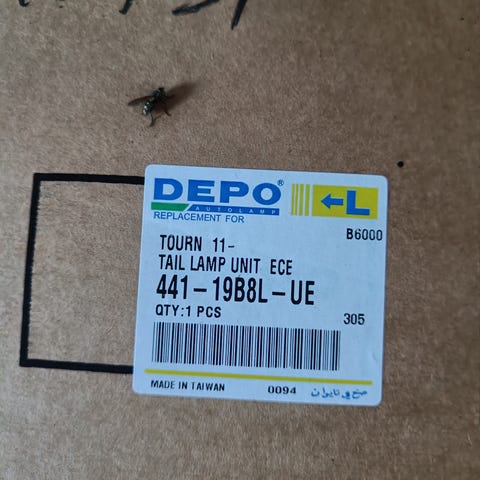 DEPO®
AUTOLAMP
REPLACEMENT FOR
←L
B6000
TOURN 11-
TAIL LAMP UNIT ECE
441-19B8L-UE
QTY:1 PCS
305
MADE IN TAIWAN
0094
صنع في تايوان